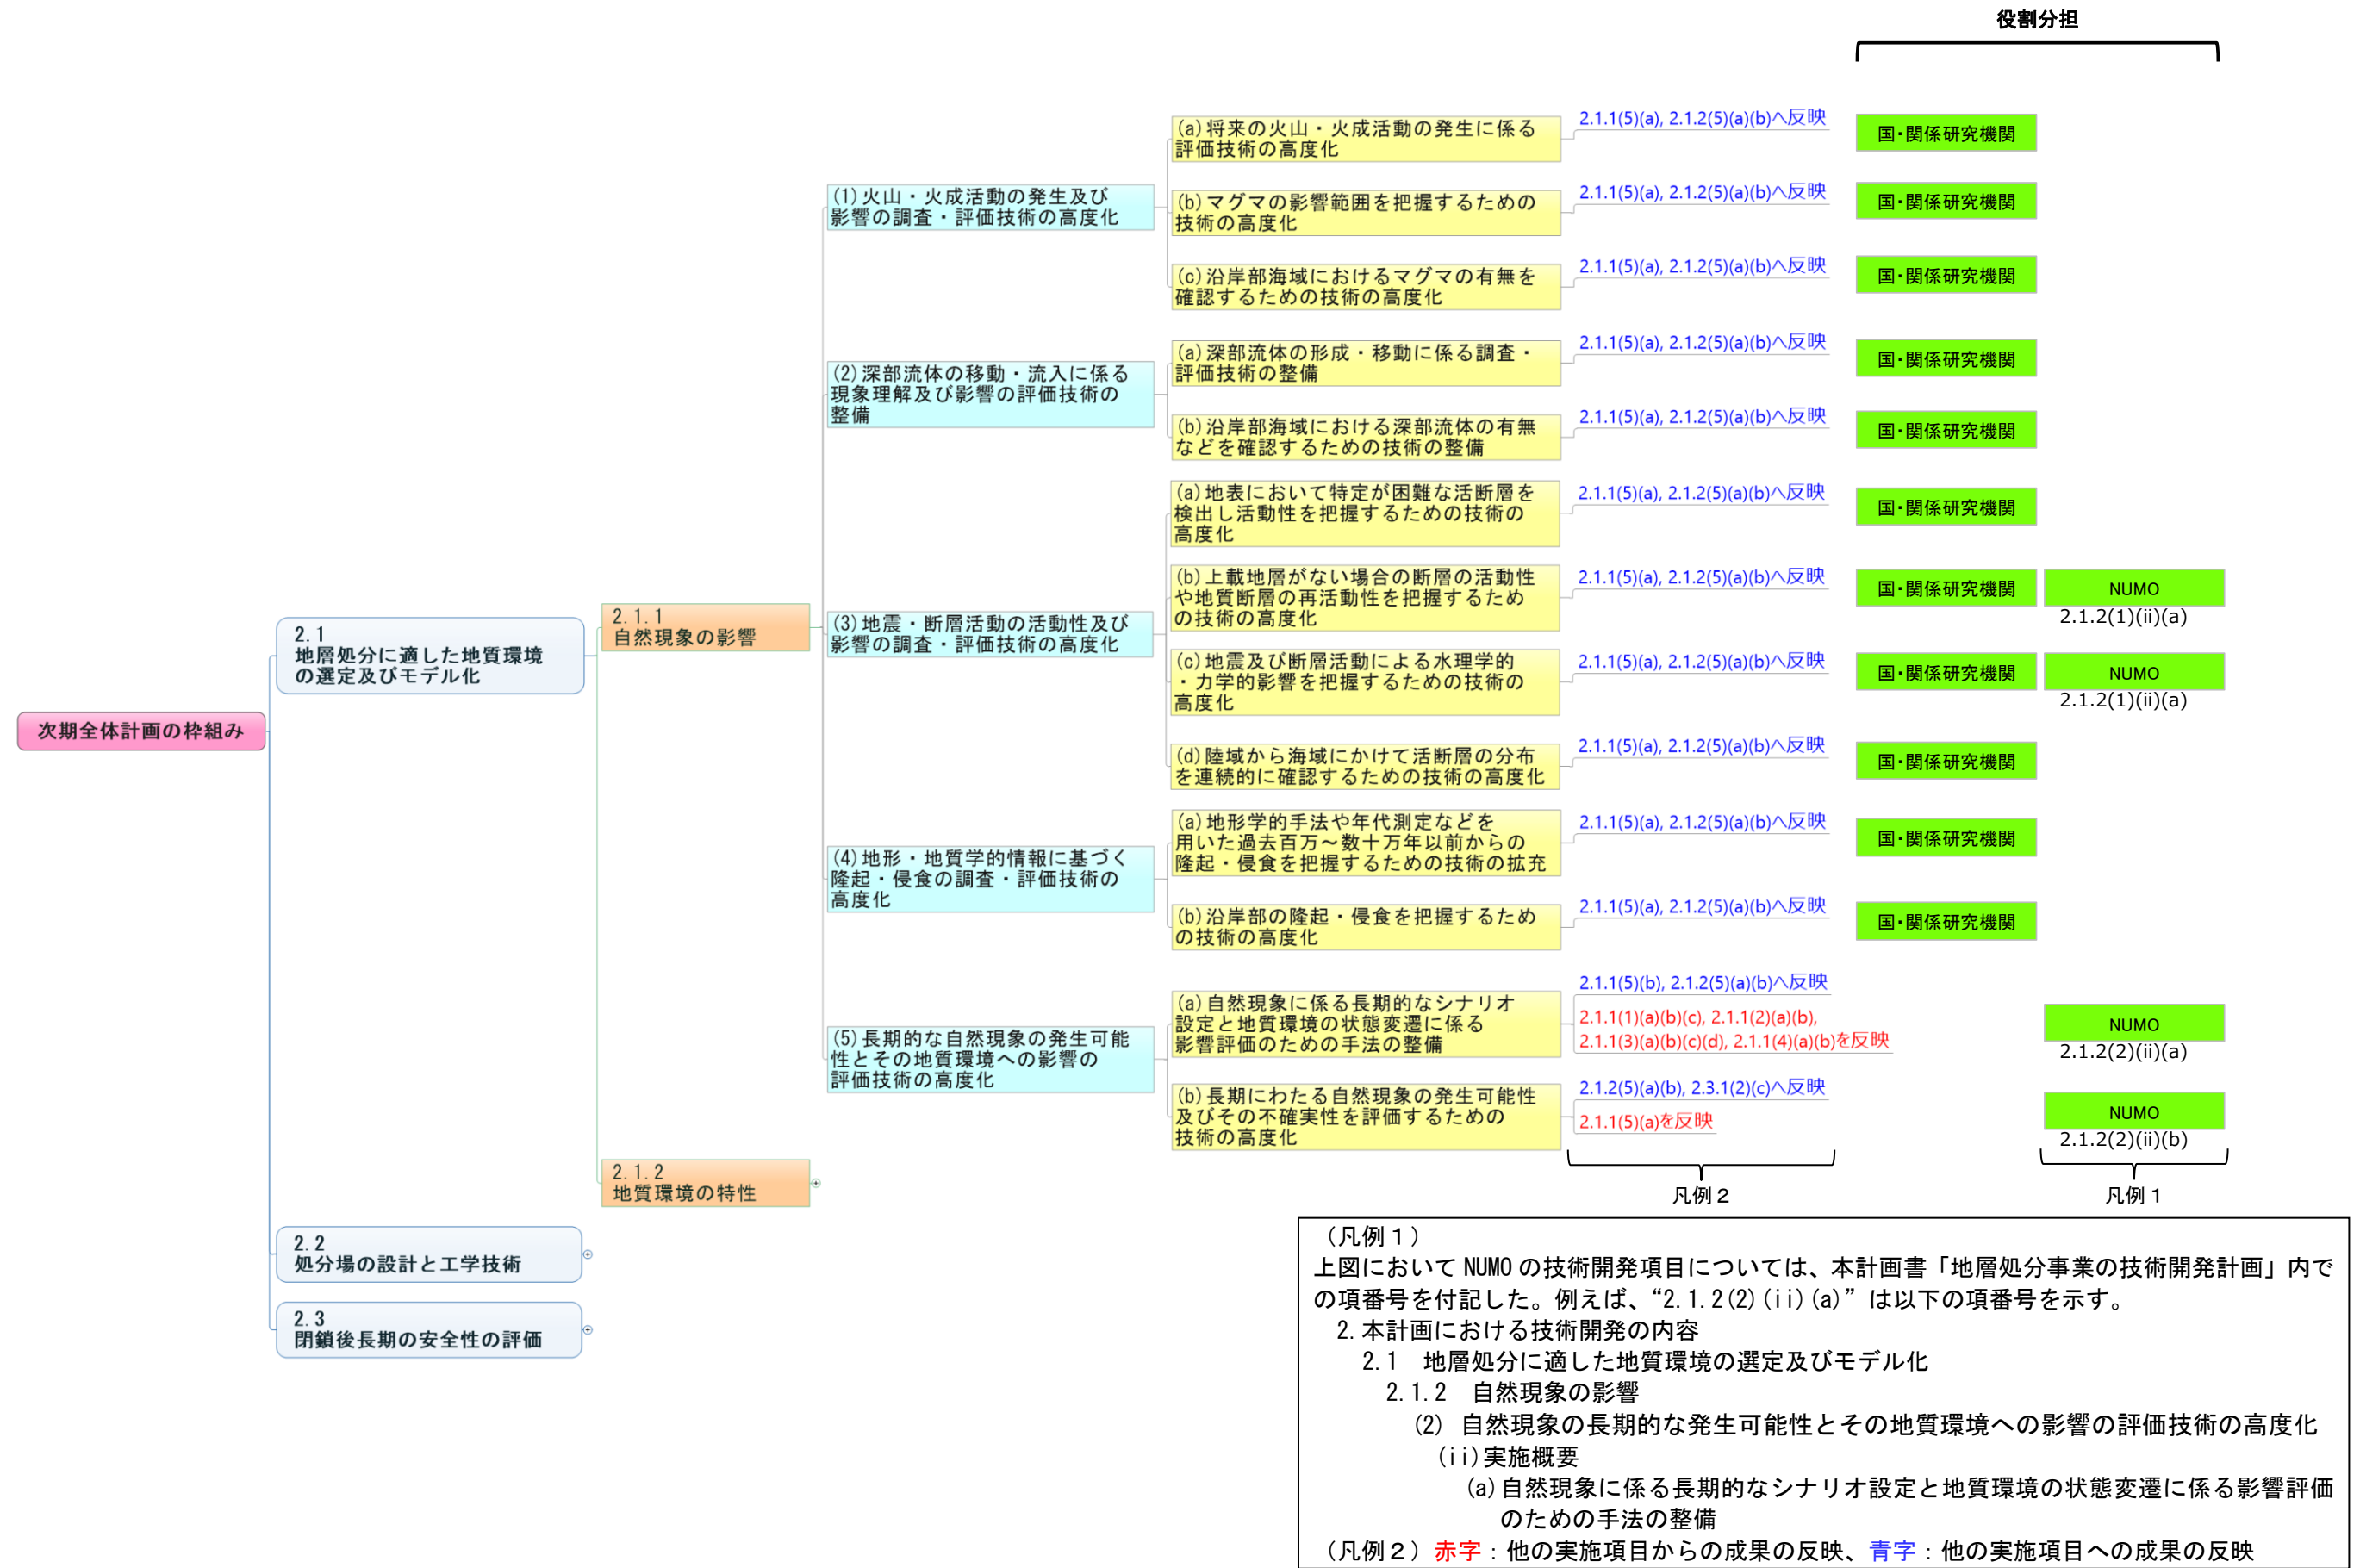 役割分担
次期全体計画の枠組み
2.1
地層処分に適した地質環境
の選定及びモデル化
2.1.1
自然現象の影響
(1)火山・火成活動の発生及び
影響の調査・評価技術の高度化
(a)将来の火山・火成活動の発生に係る
評価技術の高度化
2.1.1(5)(a), 2.1.2(5)(a)(b)へ反映
国・関係研究機関
(b)マグマの影響範囲を把握するための
技術の高度化
2.1.1(5)(a), 2.1.2(5)(a)(b)へ反映
国・関係研究機関
(c)沿岸部海域におけるマグマの有無を
確認するための技術の高度化
2.1.1(5)(a), 2.1.2(5)(a)(b)へ反映
国・関係研究機関
(2)深部流体の移動・流入に係る
現象理解及び影響の評価技術の
整備
(a)深部流体の形成・移動に係る調査・
評価技術の整備
2.1.1(5)(a), 2.1.2(5)(a)(b)へ反映
国・関係研究機関
(b)沿岸部海域における深部流体の有無
などを確認するための技術の整備
2.1.1(5)(a), 2.1.2(5)(a)(b)へ反映
国・関係研究機関
(3)地震・断層活動の活動性及び
影響の調査・評価技術の高度化
(a)地表において特定が困難な活断層を
検出し活動性を把握するための技術の
高度化
2.1.1(5)(a), 2.1.2(5)(a)(b)へ反映
国・関係研究機関
(b)上載地層がない場合の断層の活動性
や地質断層の再活動性を把握するため
の技術の高度化
2.1.1(5)(a), 2.1.2(5)(a)(b)へ反映
国・関係研究機関
NUMO
2.1.2(1)(ii)(a)
(c)地震及び断層活動による水理学的
・力学的影響を把握するための技術の
高度化
2.1.1(5)(a), 2.1.2(5)(a)(b)へ反映
国・関係研究機関
NUMO
2.1.2(1)(ii)(a)
(d)陸域から海域にかけて活断層の分布
を連続的に確認するための技術の高度化
2.1.1(5)(a), 2.1.2(5)(a)(b)へ反映
国・関係研究機関
(4)地形・地質学的情報に基づく
隆起・侵食の調査・評価技術の
高度化
(a)地形学的手法や年代測定などを
用いた過去百万～数十万年以前からの
隆起・侵食を把握するための技術の拡充
2.1.1(5)(a), 2.1.2(5)(a)(b)へ反映
国・関係研究機関
(b)沿岸部の隆起・侵食を把握するため
の技術の高度化
2.1.1(5)(a), 2.1.2(5)(a)(b)へ反映
国・関係研究機関
(5)長期的な自然現象の発生可能
性とその地質環境への影響の
評価技術の高度化
(a)自然現象に係る長期的なシナリオ
設定と地質環境の状態変遷に係る
影響評価のための手法の整備
2.1.1(5)(b), 2.1.2(5)(a)(b)へ反映
2.1.1(1)(a)(b)(c), 2.1.1(2)(a)(b),
2.1.1(3)(a)(b)(c)(d), 2.1.1(4)(a)(b)を反映
NUMO
2.1.2(2)(ii)(a)
(b)長期にわたる自然現象の発生可能性
及びその不確実性を評価するための
技術の高度化
2.1.2(5)(a)(b), 2.3.1(2)(c)へ反映
2.1.1(5)(a)を反映
NUMO
2.1.2(2)(ii)(b)
凡例２
凡例１
2.1.2
地質環境の特性
2.2
処分場の設計と工学技術
2.3
閉鎖後長期の安全性の評価
（凡例１）
上図において NUMO の技術開発項目については、本計画書「地層処分事業の技術開発計画」内で
の項番号を付記した。例えば、“2.1.2(2)(ii)(a)” は以下の項番号を示す。
2.本計画における技術開発の内容
2.1　地層処分に適した地質環境の選定及びモデル化
2.1.2　自然現象の影響
(2) 自然現象の長期的な発生可能性とその地質環境への影響の評価技術の高度化
(ii)実施概要
(a)自然現象に係る長期的なシナリオ設定と地質環境の状態変遷に係る影響評価
のための手法の整備
（凡例２）赤字：他の実施項目からの成果の反映、青字：他の実施項目への成果の反映